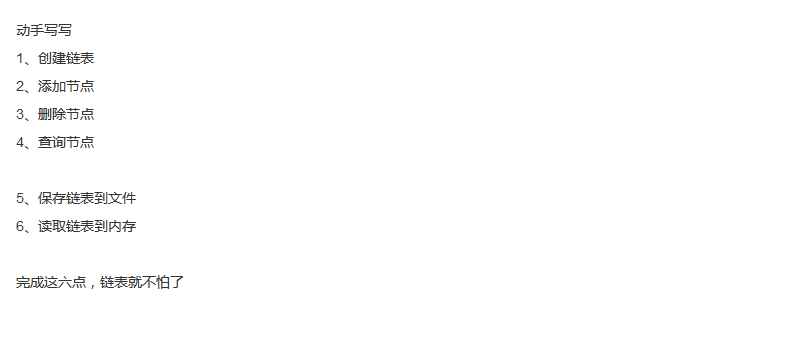 动手写写
1、创建链表
2、添加节点
3、删除节点
4、查询节点
5、保存链表到文件
6、读取链表到内存
完成这六点，链表就不怕了